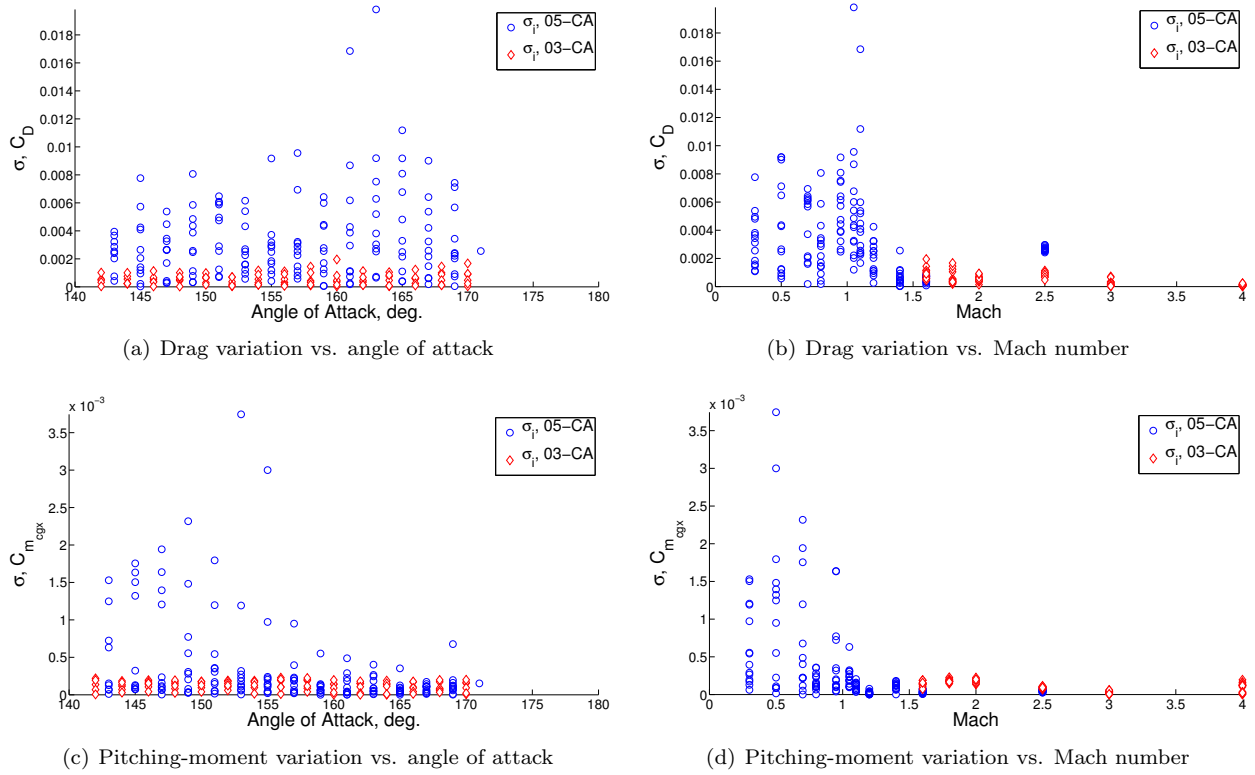 σ_i, 05−CA
σ_i, 03−CA
0.018
0.016
0.014
0.012
0.01
0.008
0.006
0.004
0.002
0
σ, C_D
140 145 150 155 160 165 170 175 180
Angle of Attack, deg.
(a) Drag variation vs. angle of attack
σ_i, 05−CA
σ_i, 03−CA
0.018
0.016
0.014
0.012
0.01
0.008
0.006
0.004
0.002
0
σ, C_D
0 0.5 1 1.5 2 2.5 3 3.5 4
Mach
(b) Drag variation vs. Mach number
x 10⁻³
σ_i, 05−CA
σ_i, 03−CA
3.5
3
2.5
2
1.5
1
0.5
0
σ, C_{m_{cgx}}
140 145 150 155 160 165 170 175 180
Angle of Attack, deg.
(c) Pitching-moment variation vs. angle of attack
x 10⁻³
σ_i, 05−CA
σ_i, 03−CA
3.5
3
2.5
2
1.5
1
0.5
0
σ, C_{m_{cgx}}
0 0.5 1 1.5 2 2.5 3 3.5 4
Mach
(d) Pitching-moment variation vs. Mach number